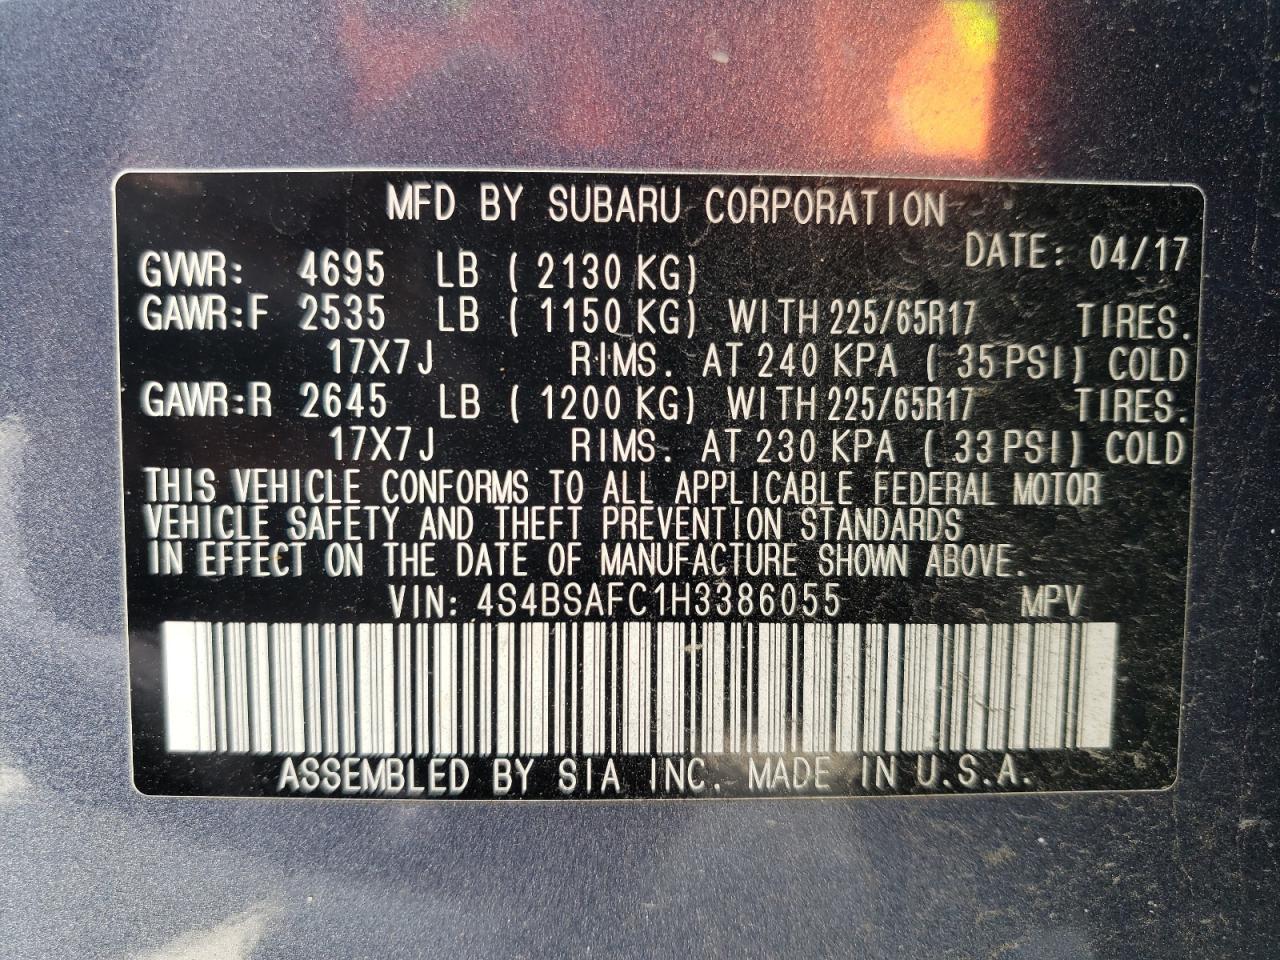 MFD BY SUBARU CORPORATION
DATE: 04/17
GVWR: 4695 LB ( 2130 KG)
GAWR:F 2535 LB ( 1150 KG) WITH 225/65R17 TIRES.
17X7J RIMS. AT 240 KPA ( 35 PSI) COLD
GAWR:R 2645 LB ( 1200 KG) WITH 225/65R17 TIRES.
17X7J RIMS. AT 230 KPA ( 33 PSI) COLD
THIS VEHICLE CONFORMS TO ALL APPLICABLE FEDERAL MOTOR
VEHICLE SAFETY AND THEFT PREVENTION STANDARDS
IN EFFECT ON THE DATE OF MANUFACTURE SHOWN ABOVE.
VIN: 4S4BSAFC1H3386055 MPV
ASSEMBLED BY SIA INC. MADE IN U.S.A.